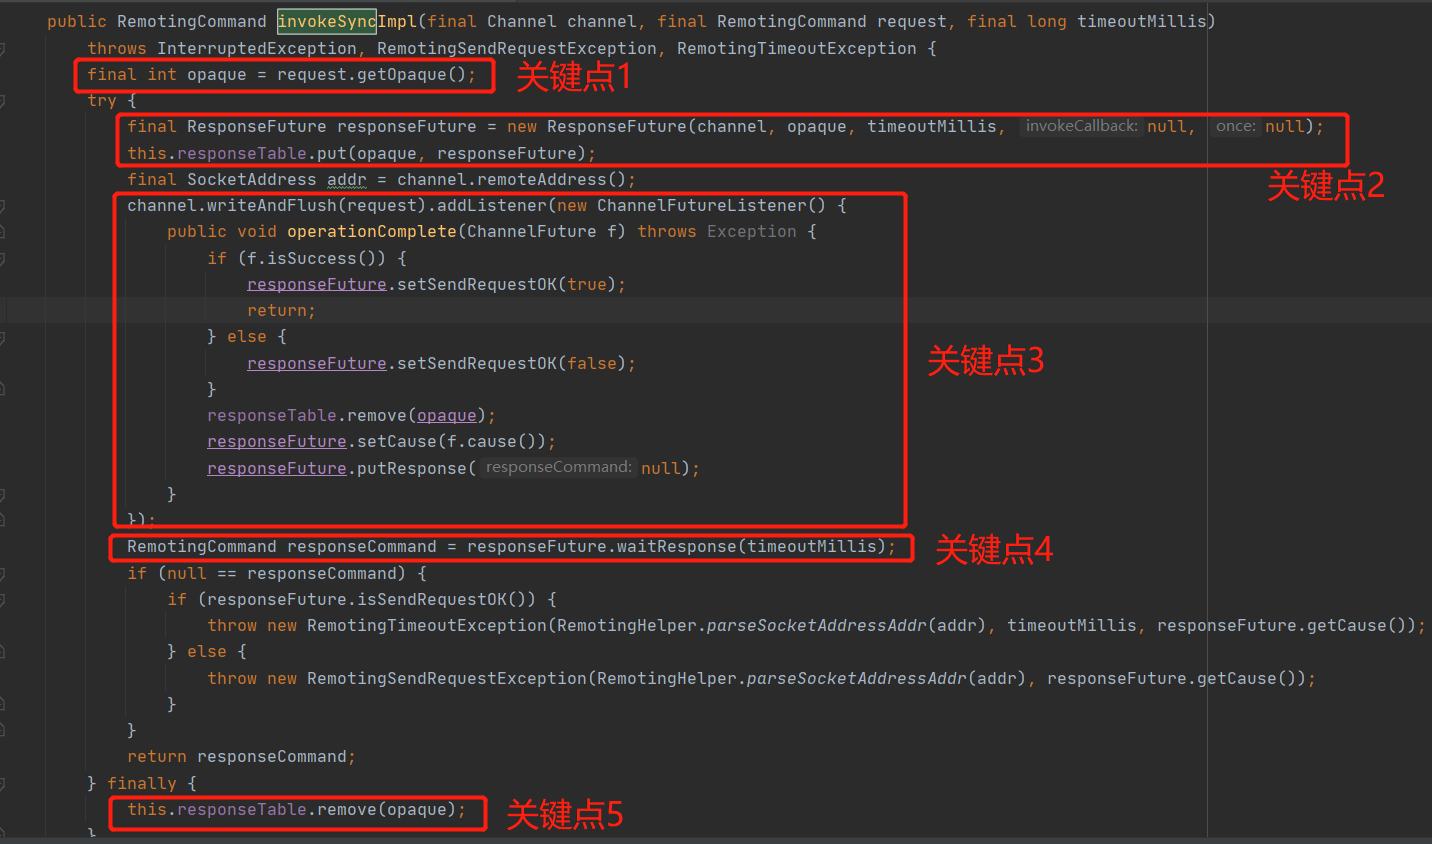 public RemotingCommand invokeSyncImpl(final Channel channel, final RemotingCommand request, final long timeoutMillis)
throws InterruptedException, RemotingSendRequestException, RemotingTimeoutException {
final int opaque = request.getOpaque(); 关键点1
try {
final ResponseFuture responseFuture = new ResponseFuture(channel, opaque, timeoutMillis, invokeCallback: null, once: null);
this.responseTable.put(opaque, responseFuture);
final SocketAddress addr = channel.remoteAddress(); 关键点2
channel.writeAndFlush(request).addListener(new ChannelFutureListener() {
public void operationComplete(ChannelFuture f) throws Exception {
if (f.isSuccess()) {
responseFuture.setSendRequestOK(true);
return;
} else {
responseFuture.setSendRequestOK(false); 关键点3
}
responseTable.remove(opaque);
responseFuture.setCause(f.cause());
responseFuture.putResponse( responseCommand: null);
}
});
RemotingCommand responseCommand = responseFuture.waitResponse(timeoutMillis); 关键点4
if (null == responseCommand) {
if (responseFuture.isSendRequestOK()) {
throw new RemotingTimeoutException(RemotingHelper.parseSocketAddressAddr(addr), timeoutMillis, responseFuture.getCause());
} else {
throw new RemotingSendRequestException(RemotingHelper.parseSocketAddressAddr(addr), responseFuture.getCause());
}
}
return responseCommand;
} finally {
this.responseTable.remove(opaque); 关键点5
}